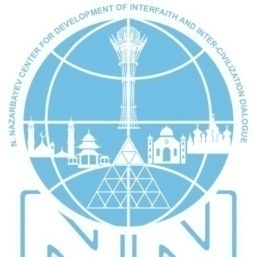 N. NAZARBAYEV CENTER FOR DEVELOPMENT OF INTERFAITH AND INTER-CIVILIZATION DIALOGUE